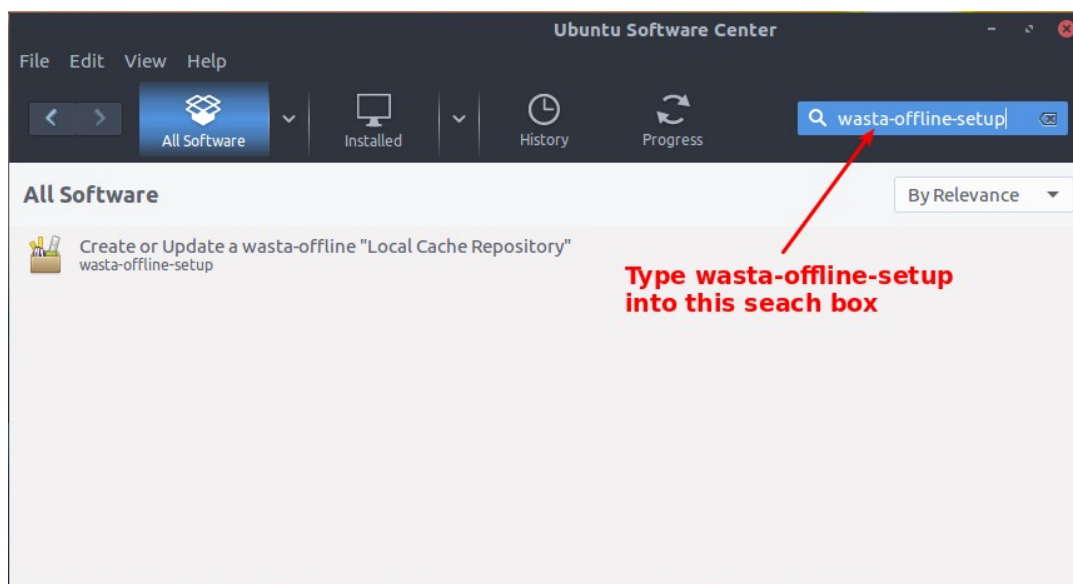 Ubuntu Software Center
File Edit View Help
All Software
Installed
History
Progress
wasta-offline-setup
All Software
By Relevance
Create or Update a wasta-offline "Local Cache Repository"
wasta-offline-setup
Type wasta-offline-setup
into this seach box